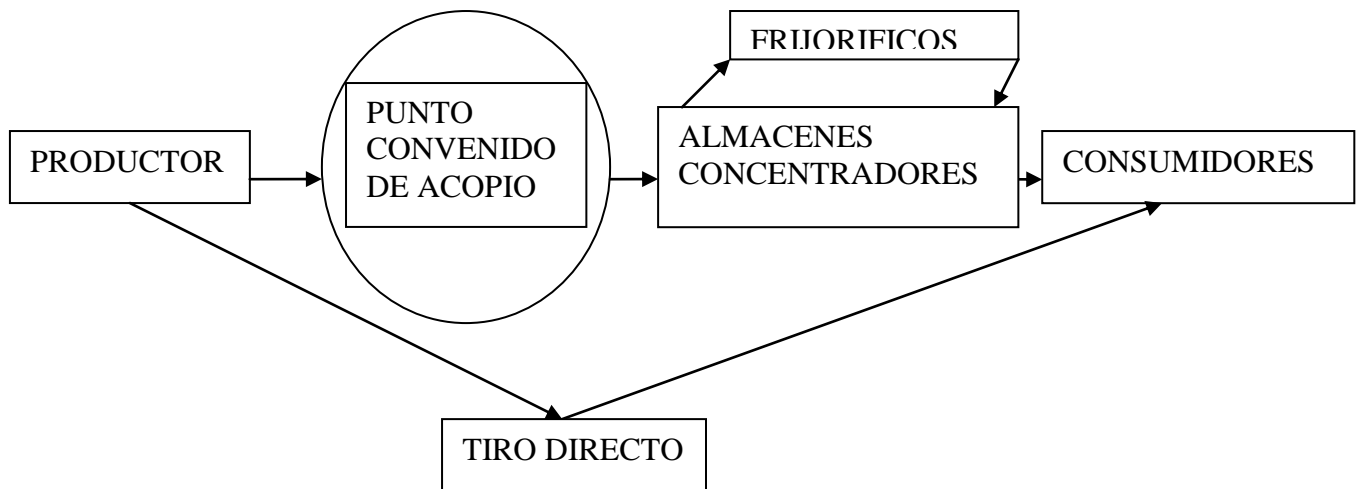 FRIJORIFICOS
PUNTO
CONVENIDO
DE ACOPIO
ALMACENES
CONCENTRADORES
PRODUCTOR
CONSUMIDORES
TIRO DIRECTO